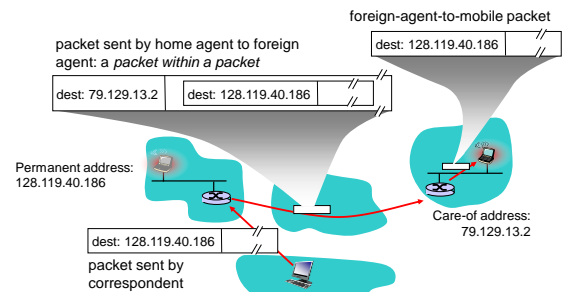 foreign-agent-to-mobile packet
packet sent by home agent to foreign
agent: a packet within a packet
dest: 128.119.40.186
dest: 79.129.13.2
dest: 128.119.40.186
Permanent address:
128.119.40.186
Care-of address:
79.129.13.2
dest: 128.119.40.186
packet sent by
correspondent